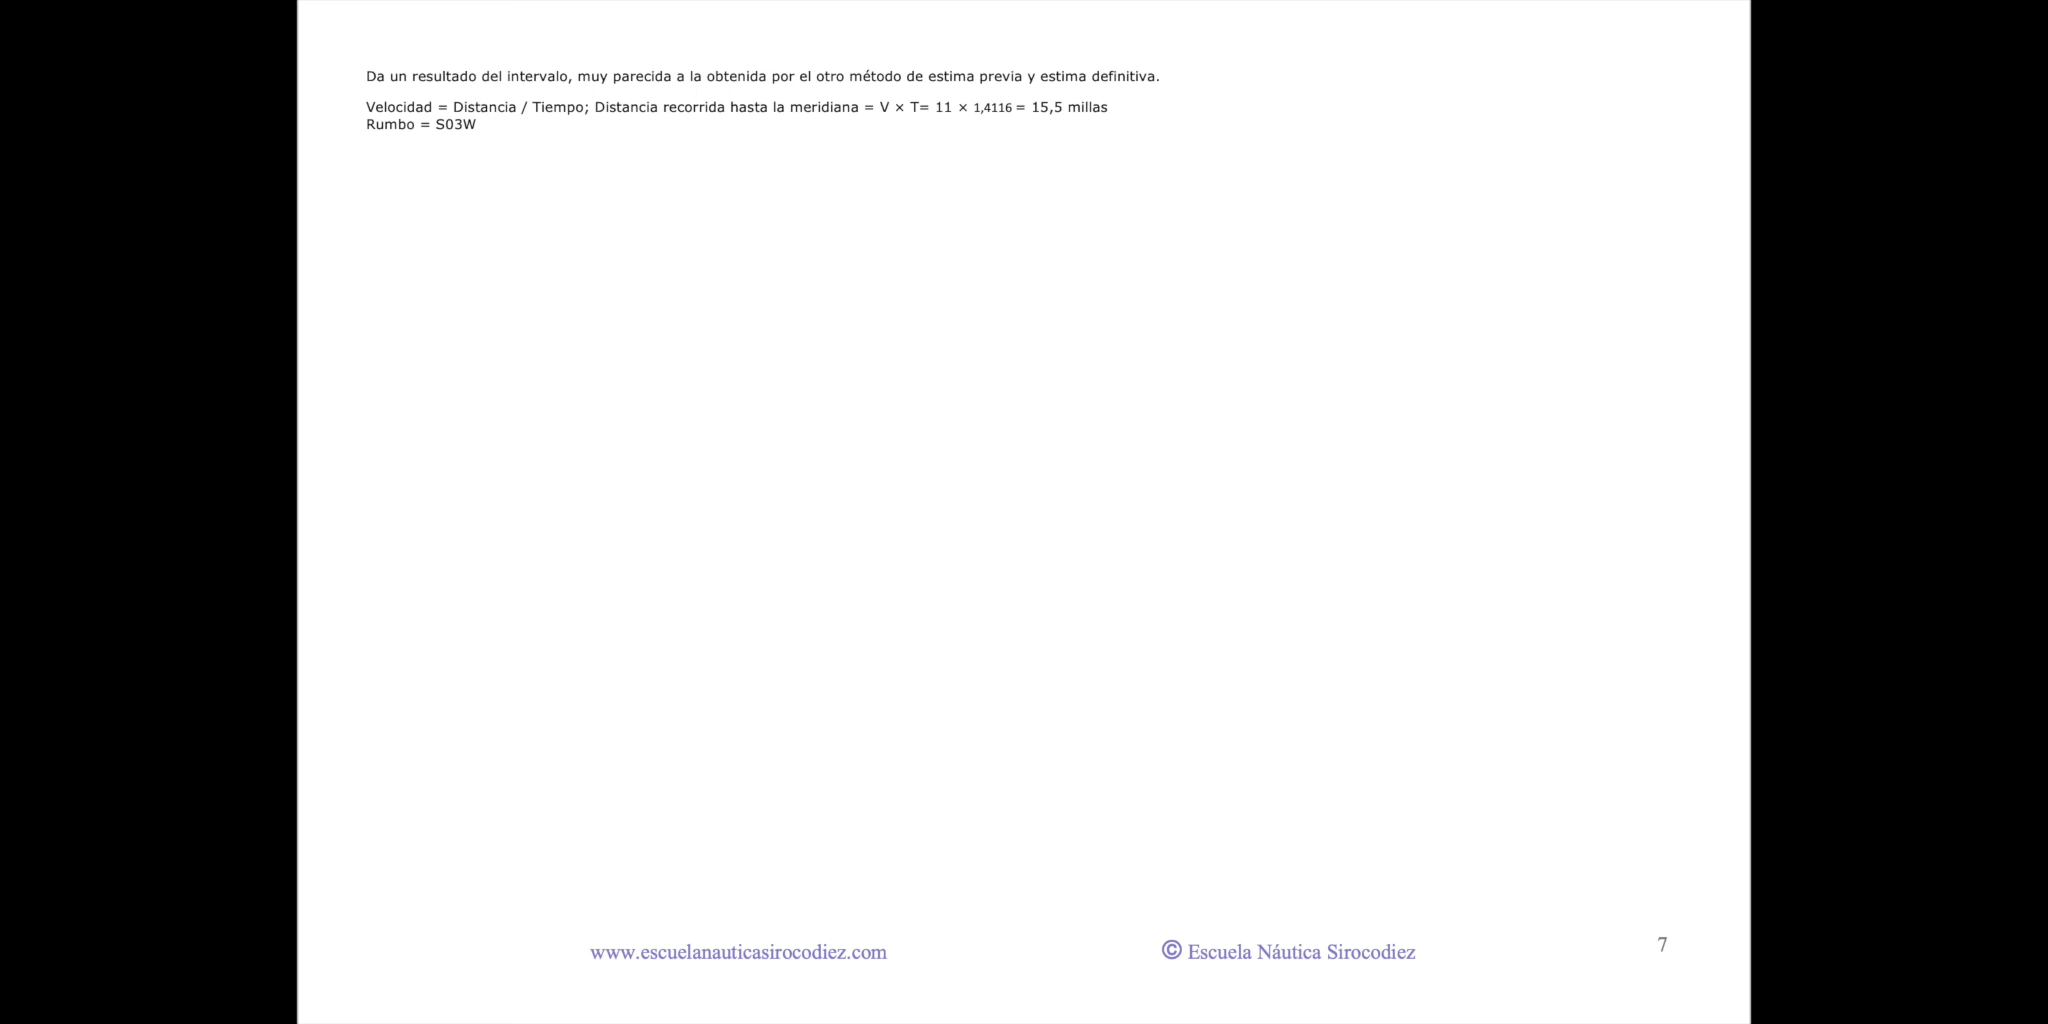 Da un resultado del intervalo, muy parecida a la obtenida por el otro método de estima previa y estima definitiva.
Velocidad = Distancia / Tiempo; Distancia recorrida hasta la meridiana = V × T= 11 × 1,4116 = 15,5 millas
Rumbo = S03W
www.escuelanauticasirocodiez.com
© Escuela Náutica Sirocodiez
7